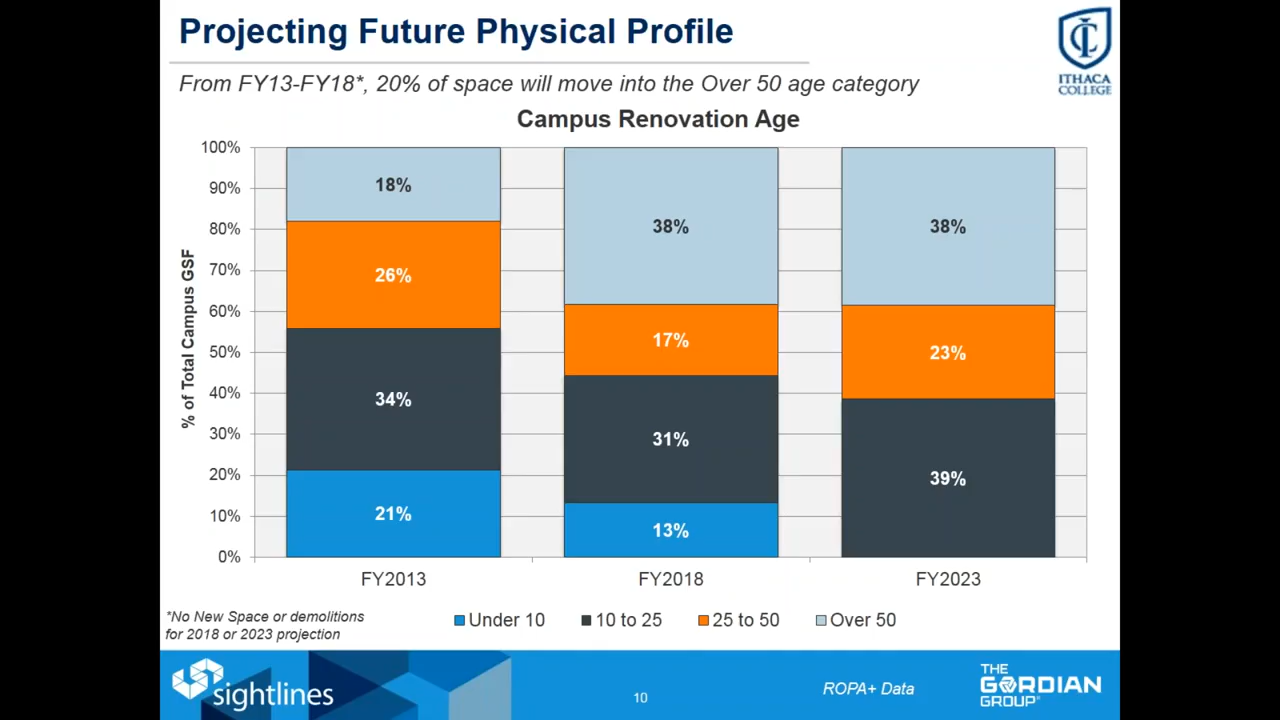 Projecting Future Physical Profile
ITHACA
COLLEGE
From FY13-FY18*, 20% of space will move into the Over 50 age category
Campus Renovation Age
% of Total Campus GSF
100%
90%
80%
70%
60%
50%
40%
30%
20%
10%
0%
18%
26%
34%
21%
38%
17%
31%
13%
38%
23%
39%
FY2013
FY2018
FY2023
*No New Space or demolitions
for 2018 or 2023 projection
Under 10
10 to 25
25 to 50
Over 50
sightlines
10
ROPA+ Data
THE
GORDIAN
GROUP®